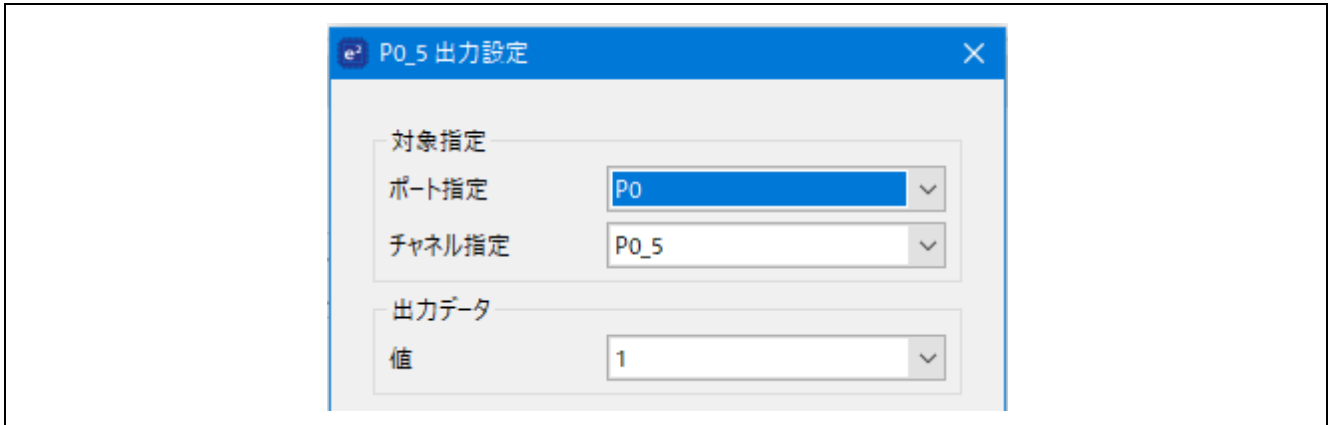 e² P0_5 出力設定
対象指定
ポート指定 P0
チャネル指定 P0_5
出力データ
値 1